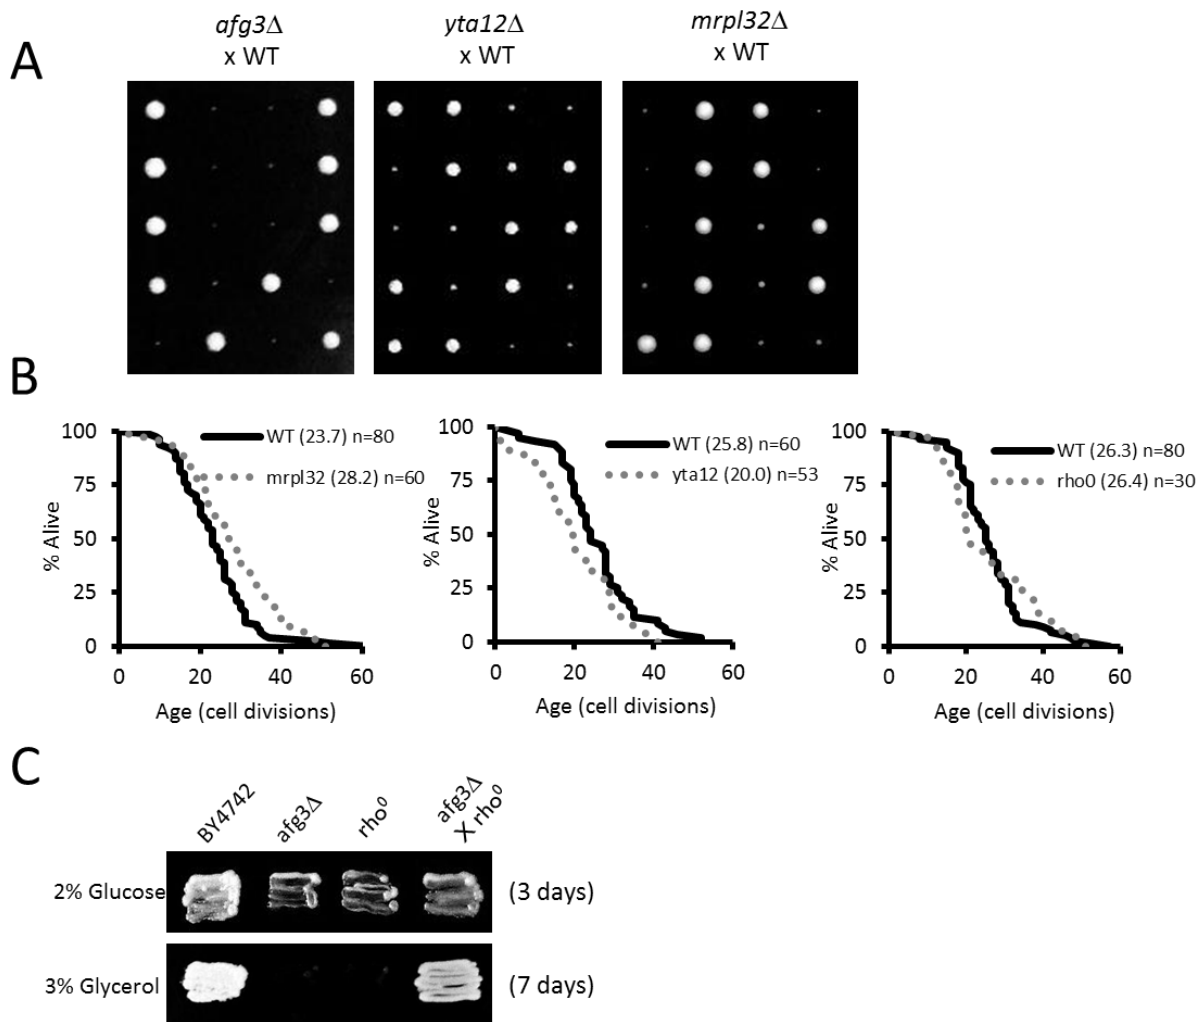 A
afg3Δ
x WT
yta12Δ
x WT
mrpl32Δ
x WT
B
% Alive
100
75
50
25
0
WT (23.7) n=80
mrpl32 (28.2) n=60
0 20 40 60
Age (cell divisions)
% Alive
100
75
50
25
0
WT (25.8) n=60
yta12 (20.0) n=53
0 20 40 60
Age (cell divisions)
% Alive
100
75
50
25
0
WT (26.3) n=80
rho0 (26.4) n=30
0 20 40 60
Age (cell divisions)
C
BY4742
afg3Δ
rho⁰
afg3Δ
X rho⁰
2% Glucose
(3 days)
3% Glycerol
(7 days)